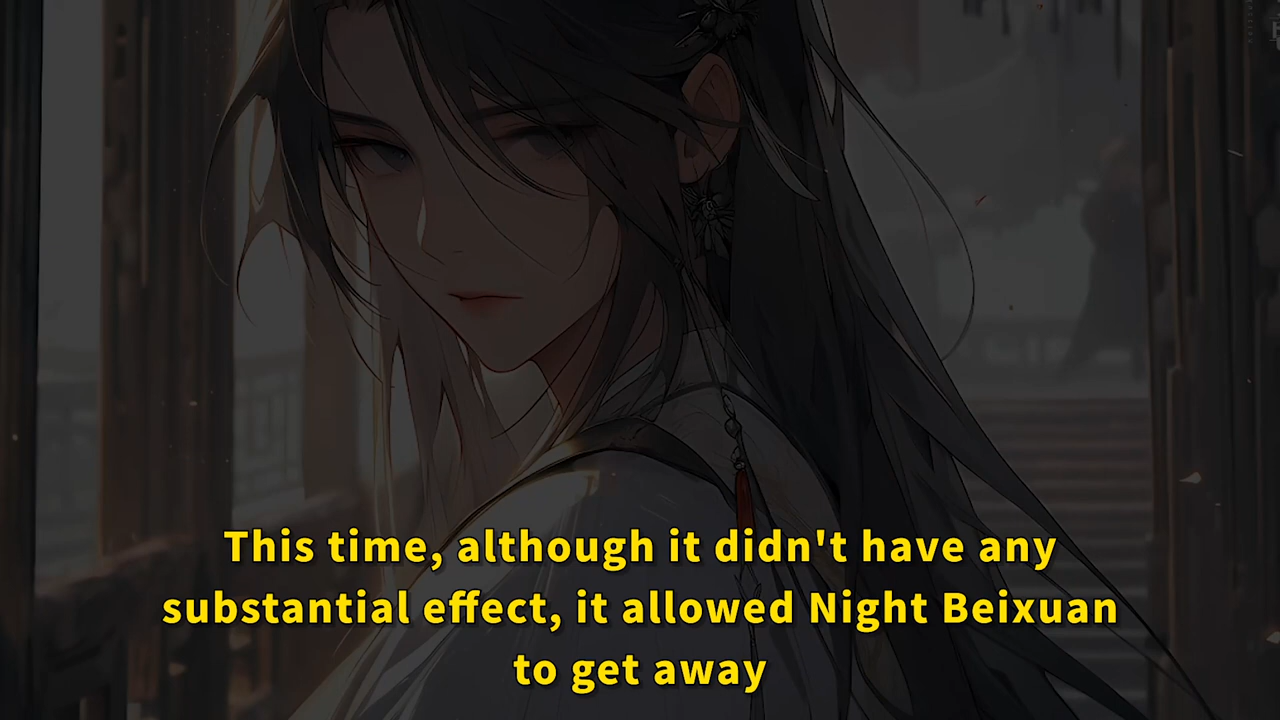 This time, although it didn't have any
substantial effect, it allowed Night Beixuan
to get away